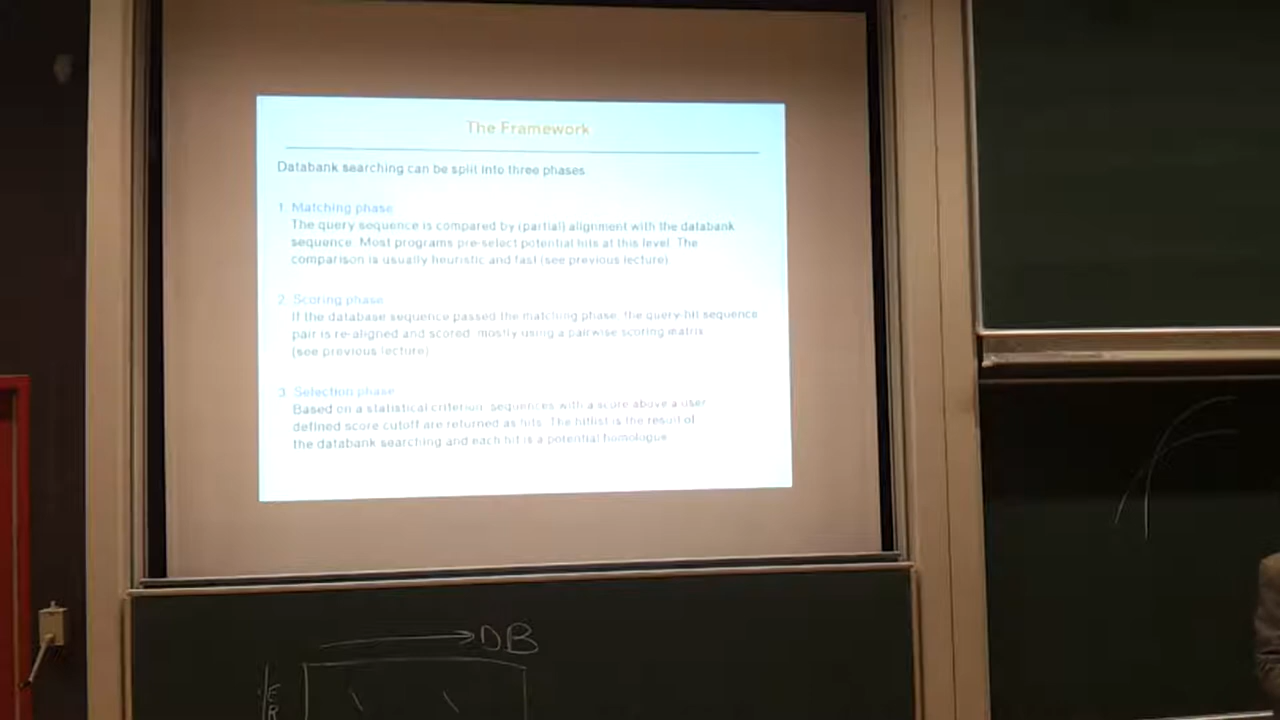 The Framework
Databank searching can be split into three phases
1. Matching phase
The query sequence is compared by (partial) alignment with the databank
sequence. Most programs pre-select potential hits at this level. The
comparison is usually heuristic and fast (see previous lecture)
2. Scoring phase
If the database sequence passed the matching phase, the query-hit sequence
pair is re-aligned and scored, mostly using a pairwise scoring matrix
(see previous lecture)
3. Selection phase
Based on a statistical criterion, sequences with a score above a user
defined score cutoff are returned as hits. The hitlist is the result of
the databank searching and each hit is a potential homologue
DB
ER